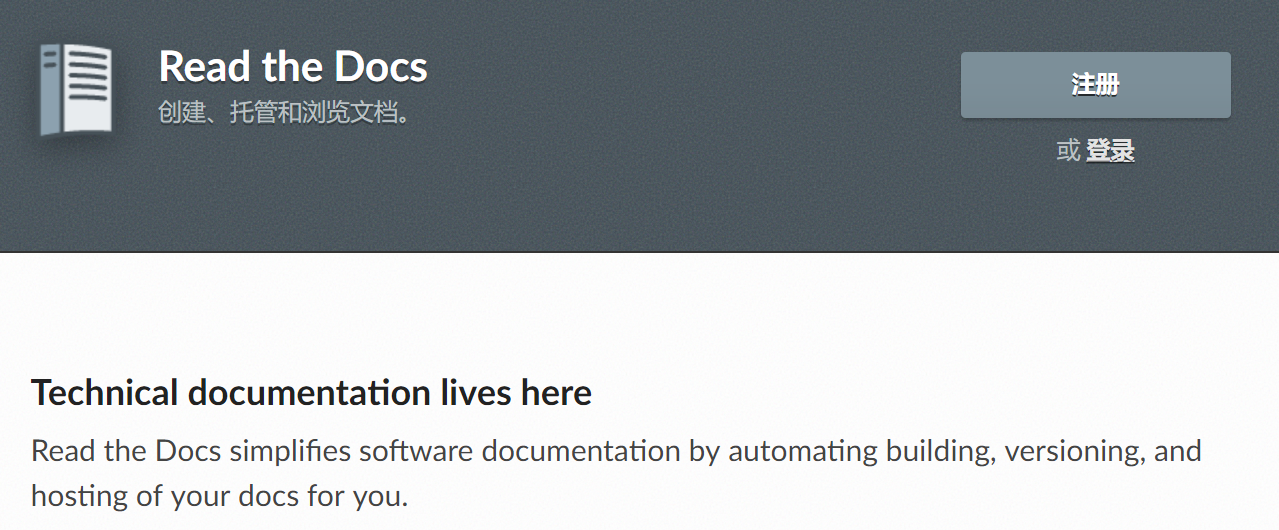 Read the Docs
创建、托管和浏览文档。
注册
或 登录
Technical documentation lives here
Read the Docs simplifies software documentation by automating building, versioning, and
hosting of your docs for you.